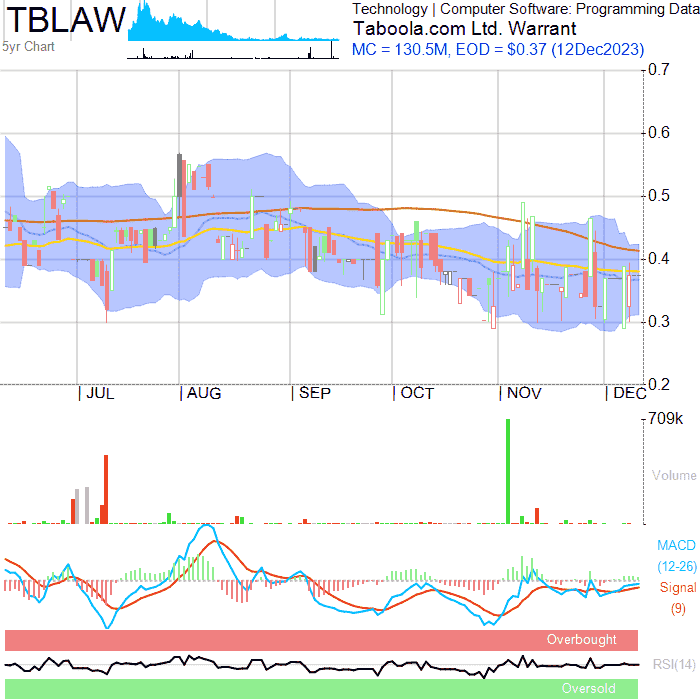 TBLAW
5yr Chart
Technology | Computer Software: Programming Data
Taboola.com Ltd. Warrant
MC = 130.5M, EOD = $0.37 (12Dec2023)
0.7
0.6
0.5
0.4
0.3
0.2
| JUL | AUG | SEP | OCT | NOV | DEC
709k
Volume
MACD
(12-26)
Signal
(9)
Overbought
RSI(14)
Oversold